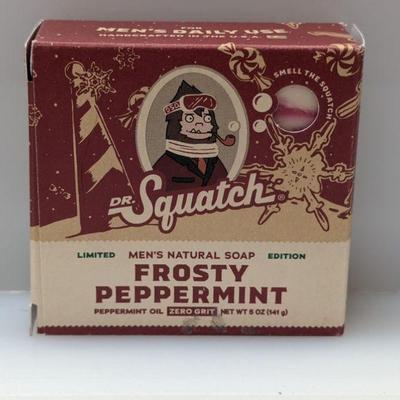 FOR
MEN'S DAILY USE
HANDCRAFTED IN THE U.S.A.
SMELL THE SQUATCH
DR. Squatch®
LIMITED MEN'S NATURAL SOAP EDITION
FROSTY
PEPPERMINT
PEPPERMINT OIL ZERO GRIT NET WT 5 OZ (141 g)